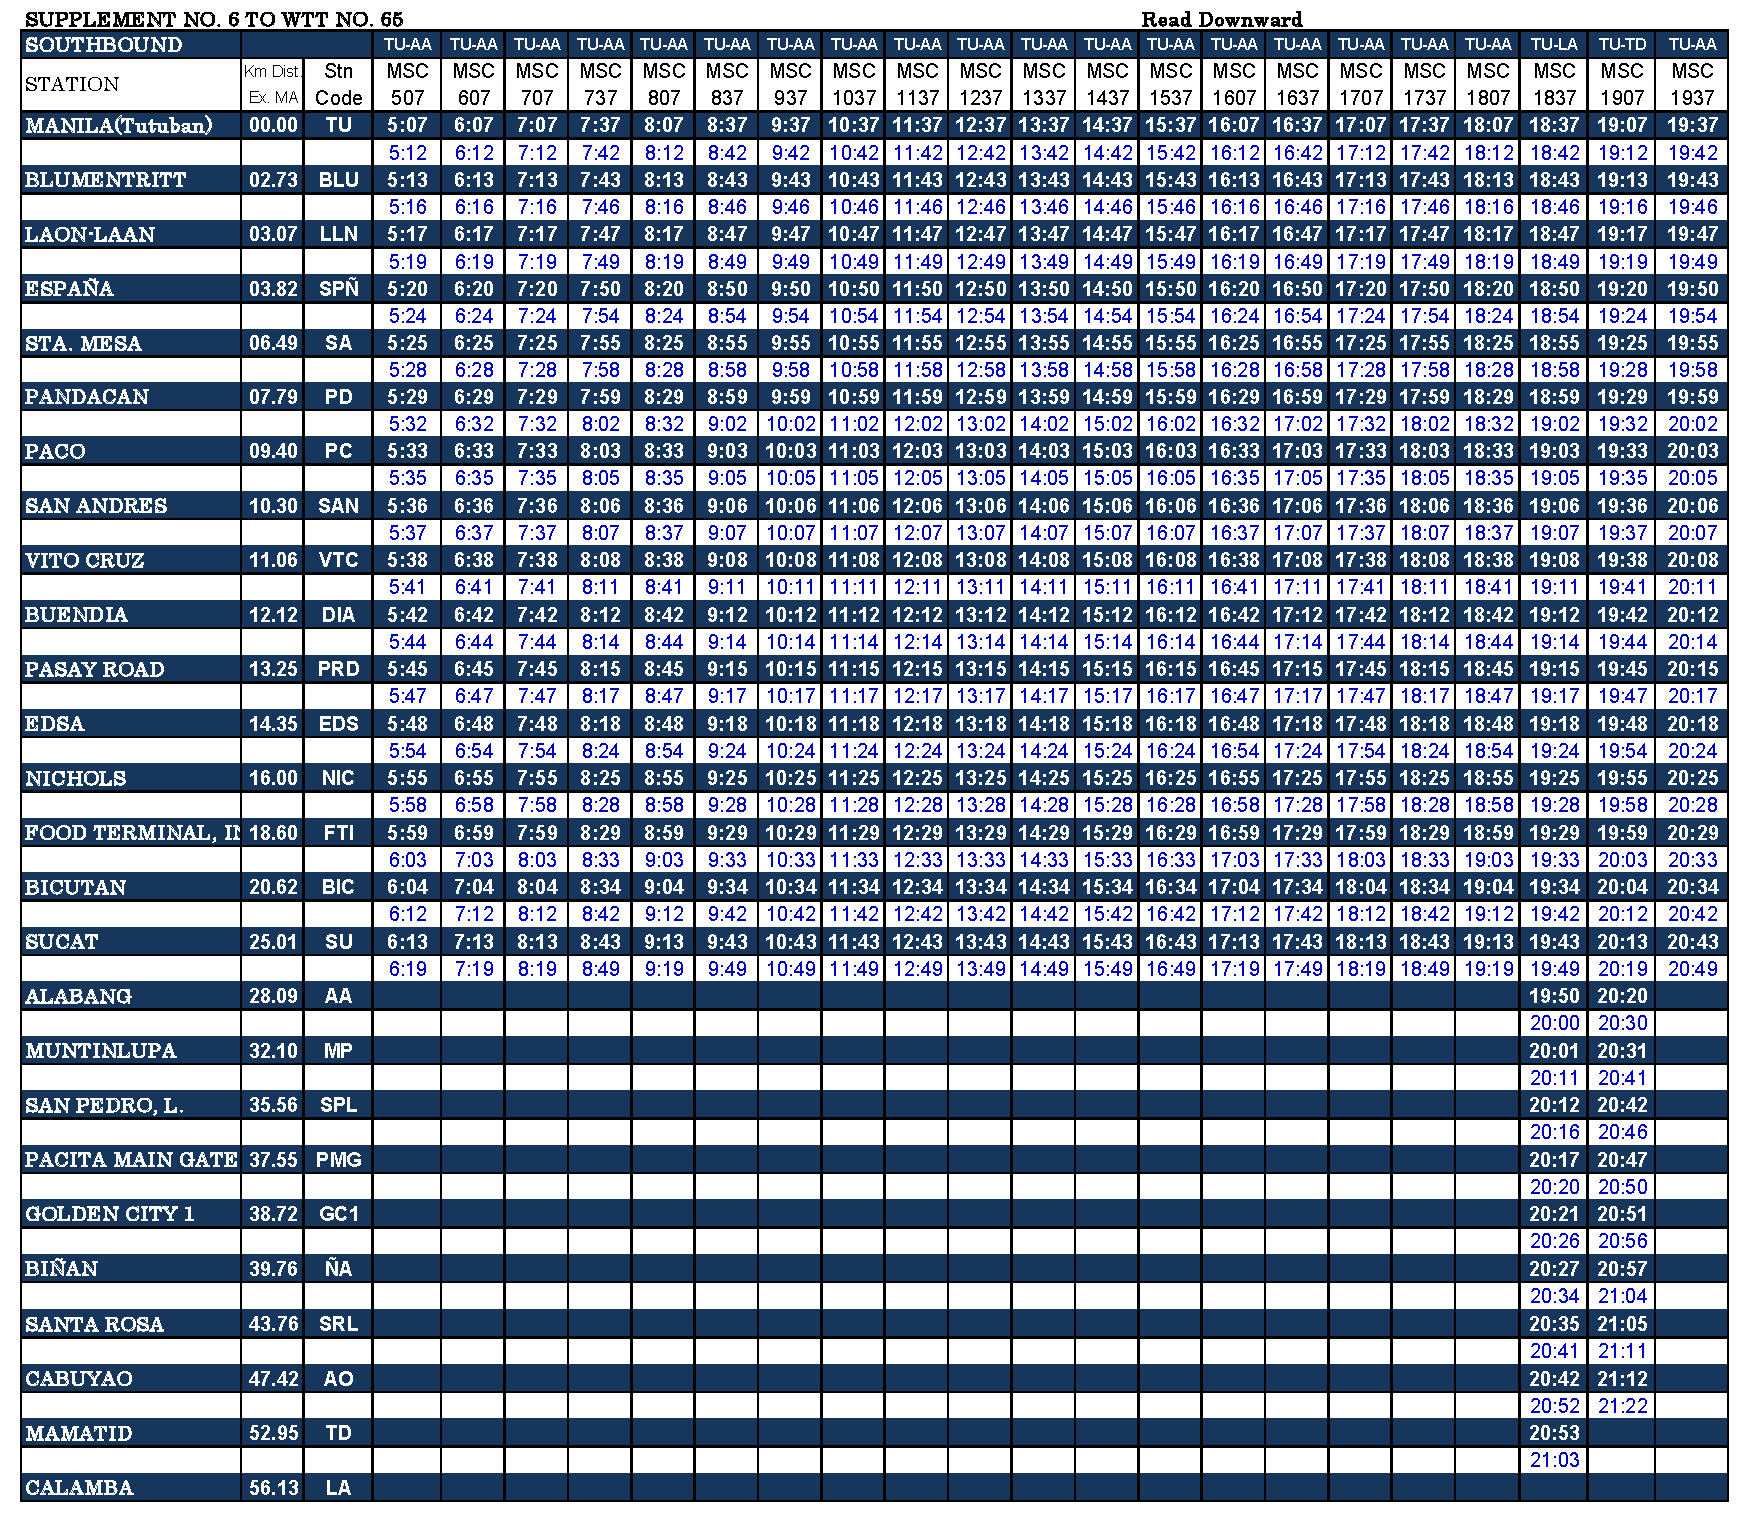 SUPPLEMENT NO. 6 TO WTT NO. 65 Read Downward
SOUTHBOUND TU-AA TU-AA TU-AA TU-AA TU-AA TU-AA TU-AA TU-AA TU-AA TU-AA TU-AA TU-AA TU-AA TU-AA TU-AA TU-AA TU-AA TU-AA TU-LA TU-TD TU-AA
STATION Km Dist. Stn MSC MSC MSC MSC MSC MSC MSC MSC MSC MSC MSC MSC MSC MSC MSC MSC MSC MSC MSC MSC MSC
Ex. MA Code 507 607 707 737 807 837 937 1037 1137 1237 1337 1437 1537 1607 1637 1707 1737 1807 1837 1907 1937
MANILA(Tutuban) 00.00 TU 5:07 6:07 7:07 7:37 8:07 8:37 9:37 10:37 11:37 12:37 13:37 14:37 15:37 16:07 16:37 17:07 17:37 18:07 18:37 19:07 19:37
5:12 6:12 7:12 7:42 8:12 8:42 9:42 10:42 11:42 12:42 13:42 14:42 15:42 16:12 16:42 17:12 17:42 18:12 18:42 19:12 19:42
BLUMENTRITT 02.73 BLU 5:13 6:13 7:13 7:43 8:13 8:43 9:43 10:43 11:43 12:43 13:43 14:43 15:43 16:13 16:43 17:13 17:43 18:13 18:43 19:13 19:43
5:16 6:16 7:16 7:46 8:16 8:46 9:46 10:46 11:46 12:46 13:46 14:46 15:46 16:16 16:46 17:16 17:46 18:16 18:46 19:16 19:46
LAON-LAAN 03.07 LLN 5:17 6:17 7:17 7:47 8:17 8:47 9:47 10:47 11:47 12:47 13:47 14:47 15:47 16:17 16:47 17:17 17:47 18:17 18:47 19:17 19:47
5:19 6:19 7:19 7:49 8:19 8:49 9:49 10:49 11:49 12:49 13:49 14:49 15:49 16:19 16:49 17:19 17:49 18:19 18:49 19:19 19:49
ESPAÑA 03.82 SPÑ 5:20 6:20 7:20 7:50 8:20 8:50 9:50 10:50 11:50 12:50 13:50 14:50 15:50 16:20 16:50 17:20 17:50 18:20 18:50 19:20 19:50
5:24 6:24 7:24 7:54 8:24 8:54 9:54 10:54 11:54 12:54 13:54 14:54 15:54 16:24 16:54 17:24 17:54 18:24 18:54 19:24 19:54
STA. MESA 06.49 SA 5:25 6:25 7:25 7:55 8:25 8:55 9:55 10:55 11:55 12:55 13:55 14:55 15:55 16:25 16:55 17:25 17:55 18:25 18:55 19:25 19:55
5:28 6:28 7:28 7:58 8:28 8:58 9:58 10:58 11:58 12:58 13:58 14:58 15:58 16:28 16:58 17:28 17:58 18:28 18:58 19:28 19:58
PANDACAN 07.79 PD 5:29 6:29 7:29 7:59 8:29 8:59 9:59 10:59 11:59 12:59 13:59 14:59 15:59 16:29 16:59 17:29 17:59 18:29 18:59 19:29 19:59
5:32 6:32 7:32 8:02 8:32 9:02 10:02 11:02 12:02 13:02 14:02 15:02 16:02 16:32 17:02 17:32 18:02 18:32 19:02 19:32 20:02
PACO 09.40 PC 5:33 6:33 7:33 8:03 8:33 9:03 10:03 11:03 12:03 13:03 14:03 15:03 16:03 16:33 17:03 17:33 18:03 18:33 19:03 19:33 20:03
5:35 6:35 7:35 8:05 8:35 9:05 10:05 11:05 12:05 13:05 14:05 15:05 16:05 16:35 17:05 17:35 18:05 18:35 19:05 19:35 20:05
SAN ANDRES 10.30 SAN 5:36 6:36 7:36 8:06 8:36 9:06 10:06 11:06 12:06 13:06 14:06 15:06 16:06 16:36 17:06 17:36 18:06 18:36 19:06 19:36 20:06
5:37 6:37 7:37 8:07 8:37 9:07 10:07 11:07 12:07 13:07 14:07 15:07 16:07 16:37 17:07 17:37 18:07 18:37 19:07 19:37 20:07
VITO CRUZ 11.06 VTC 5:38 6:38 7:38 8:08 8:38 9:08 10:08 11:08 12:08 13:08 14:08 15:08 16:08 16:38 17:08 17:38 18:08 18:38 19:08 19:38 20:08
5:41 6:41 7:41 8:11 8:41 9:11 10:11 11:11 12:11 13:11 14:11 15:11 16:11 16:41 17:11 17:41 18:11 18:41 19:11 19:41 20:11
BUENDIA 12.12 DIA 5:42 6:42 7:42 8:12 8:42 9:12 10:12 11:12 12:12 13:12 14:12 15:12 16:12 16:42 17:12 17:42 18:12 18:42 19:12 19:42 20:12
5:44 6:44 7:44 8:14 8:44 9:14 10:14 11:14 12:14 13:14 14:14 15:14 16:14 16:44 17:14 17:44 18:14 18:44 19:14 19:44 20:14
PASAY ROAD 13.25 PRD 5:45 6:45 7:45 8:15 8:45 9:15 10:15 11:15 12:15 13:15 14:15 15:15 16:15 16:45 17:15 17:45 18:15 18:45 19:15 19:45 20:15
5:47 6:47 7:47 8:17 8:47 9:17 10:17 11:17 12:17 13:17 14:17 15:17 16:17 16:47 17:17 17:47 18:17 18:47 19:17 19:47 20:17
EDSA 14.35 EDS 5:48 6:48 7:48 8:18 8:48 9:18 10:18 11:18 12:18 13:18 14:18 15:18 16:18 16:48 17:18 17:48 18:18 18:48 19:18 19:48 20:18
5:54 6:54 7:54 8:24 8:54 9:24 10:24 11:24 12:24 13:24 14:24 15:24 16:24 16:54 17:24 17:54 18:24 18:54 19:24 19:54 20:24
NICHOLS 16.00 NIC 5:55 6:55 7:55 8:25 8:55 9:25 10:25 11:25 12:25 13:25 14:25 15:25 16:25 16:55 17:25 17:55 18:25 18:55 19:25 19:55 20:25
5:58 6:58 7:58 8:28 8:58 9:28 10:28 11:28 12:28 13:28 14:28 15:28 16:28 16:58 17:28 17:58 18:28 18:58 19:28 19:58 20:28
FOOD TERMINAL, IN 18.60 FTI 5:59 6:59 7:59 8:29 8:59 9:29 10:29 11:29 12:29 13:29 14:29 15:29 16:29 16:59 17:29 17:59 18:29 18:59 19:29 19:59 20:29
6:03 7:03 8:03 8:33 9:03 9:33 10:33 11:33 12:33 13:33 14:33 15:33 16:33 17:03 17:33 18:03 18:33 19:03 19:33 20:03 20:33
BICUTAN 20.62 BIC 6:04 7:04 8:04 8:34 9:04 9:34 10:34 11:34 12:34 13:34 14:34 15:34 16:34 17:04 17:34 18:04 18:34 19:04 19:34 20:04 20:34
6:12 7:12 8:12 8:42 9:12 9:42 10:42 11:42 12:42 13:42 14:42 15:42 16:42 17:12 17:42 18:12 18:42 19:12 19:42 20:12 20:42
SUCAT 25.01 SU 6:13 7:13 8:13 8:43 9:13 9:43 10:43 11:43 12:43 13:43 14:43 15:43 16:43 17:13 17:43 18:13 18:43 19:13 19:43 20:13 20:43
6:19 7:19 8:19 8:49 9:19 9:49 10:49 11:49 12:49 13:49 14:49 15:49 16:49 17:19 17:49 18:19 18:49 19:19 19:49 20:19 20:49
ALABANG 28.09 AA 19:50 20:20
20:00 20:30
MUNTINLUPA 32.10 MP 20:01 20:31
20:11 20:41
SAN PEDRO, L. 35.56 SPL 20:12 20:42
20:16 20:46
PACITA MAIN GATE 37.55 PMG 20:17 20:47
20:20 20:50
GOLDEN CITY 1 38.72 GC1 20:21 20:51
20:26 20:56
BIÑAN 39.76 ÑA 20:27 20:57
20:34 21:04
SANTA ROSA 43.76 SRL 20:35 21:05
20:41 21:11
CABUYAO 47.42 AO 20:42 21:12
20:52 21:22
MAMATID 52.95 TD 20:53
21:03
CALAMBA 56.13 LA